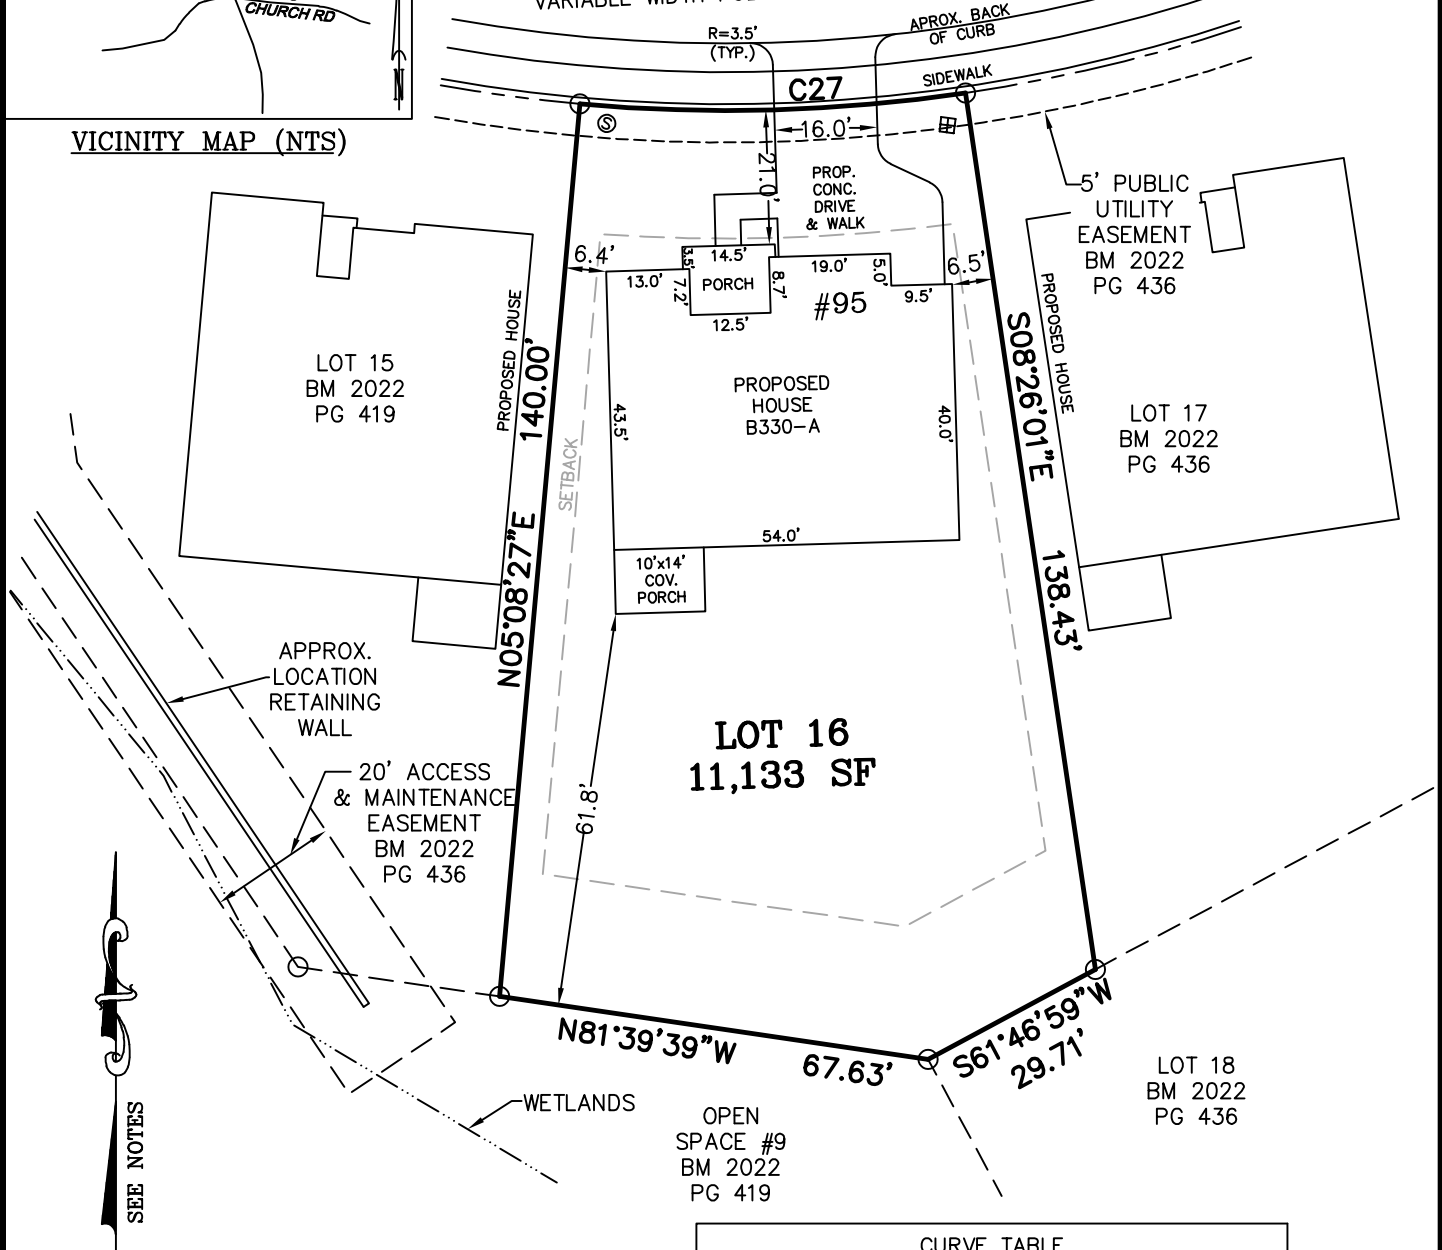 CHURCH RD
N
VICINITY MAP (NTS)
R=3.5'
(TYP.)
APROX. BACK
OF CURB
SIDEWALK
C27
16.0'
21.0'
S
PROP.
CONC.
DRIVE
& WALK
5' PUBLIC
UTILITY
EASEMENT
BM 2022
PG 436
6.4'
13.0'
3.5'
14.5'
PORCH
7.2'
8.7'
12.5'
19.0'
5.0'
9.5'
6.5'
#95
LOT 15
BM 2022
PG 419
PROPOSED HOUSE
N05°08'27"E 140.00'
SETBACK
43.5'
PROPOSED
HOUSE
B330-A
40.0'
54.0'
10'x14'
COV.
PORCH
S08°26'01"E 138.43'
PROPOSED HOUSE
LOT 17
BM 2022
PG 436
APPROX.
LOCATION
RETAINING
WALL
20' ACCESS
& MAINTENANCE
EASEMENT
BM 2022
PG 436
61.8'
LOT 16
11,133 SF
N81°39'39"W 67.63'
S61°46'59"W
29.71'
LOT 18
BM 2022
PG 436
WETLANDS
OPEN
SPACE #9
BM 2022
PG 419
SEE NOTES
CURVE TABLE